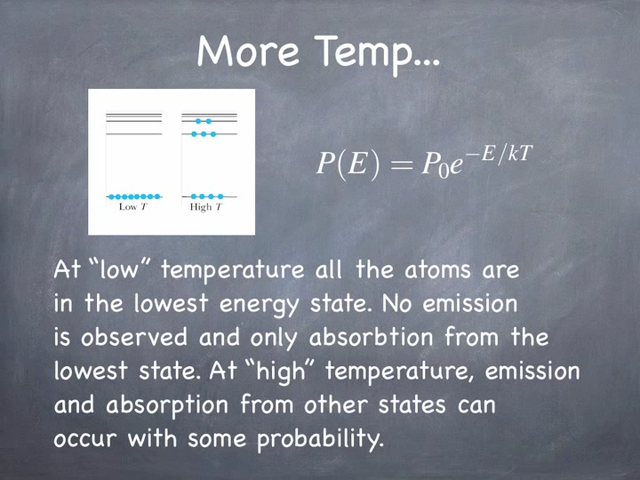 More Temp...
Low T
High T
P(E) = P₀e^{−E/kT}
At “low” temperature all the atoms are
in the lowest energy state. No emission
is observed and only absorbtion from the
lowest state. At “high” temperature, emission
and absorption from other states can
occur with some probability.